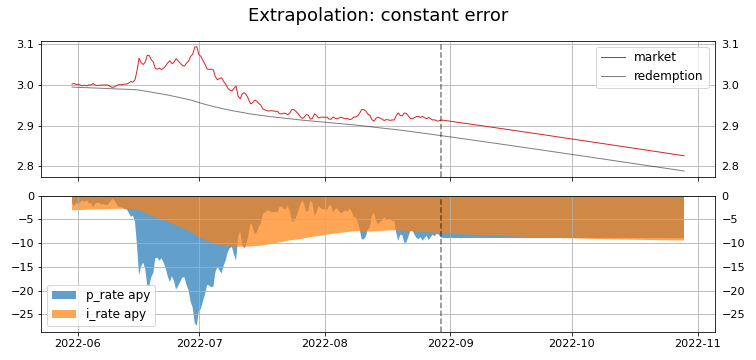 Extrapolation: constant error
3.1 3.1
market
redemption
3.0 3.0
2.9 2.9
2.8 2.8
0 0
−5 −5
−10 −10
−15 −15
−20 −20
−25 −25
p_rate apy
i_rate apy
2022-06 2022-07 2022-08 2022-09 2022-10 2022-11